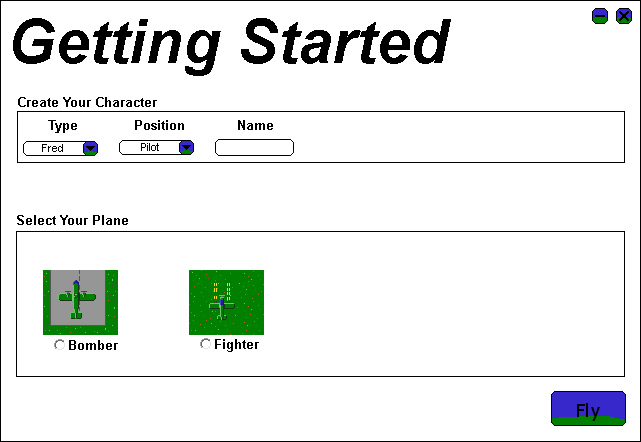 Getting Started
Create Your Character
Type Position Name
Fred Pilot
Select Your Plane
Bomber Fighter
Fly